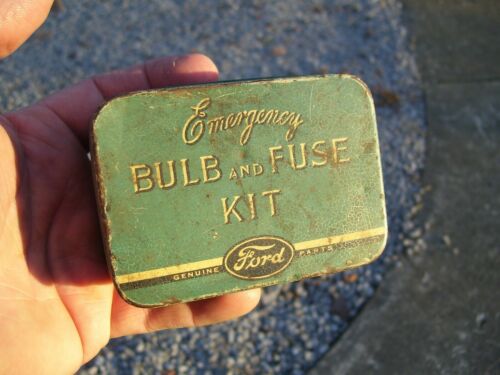 Emergency
BULB AND FUSE
KIT
GENUINE Ford PARTS